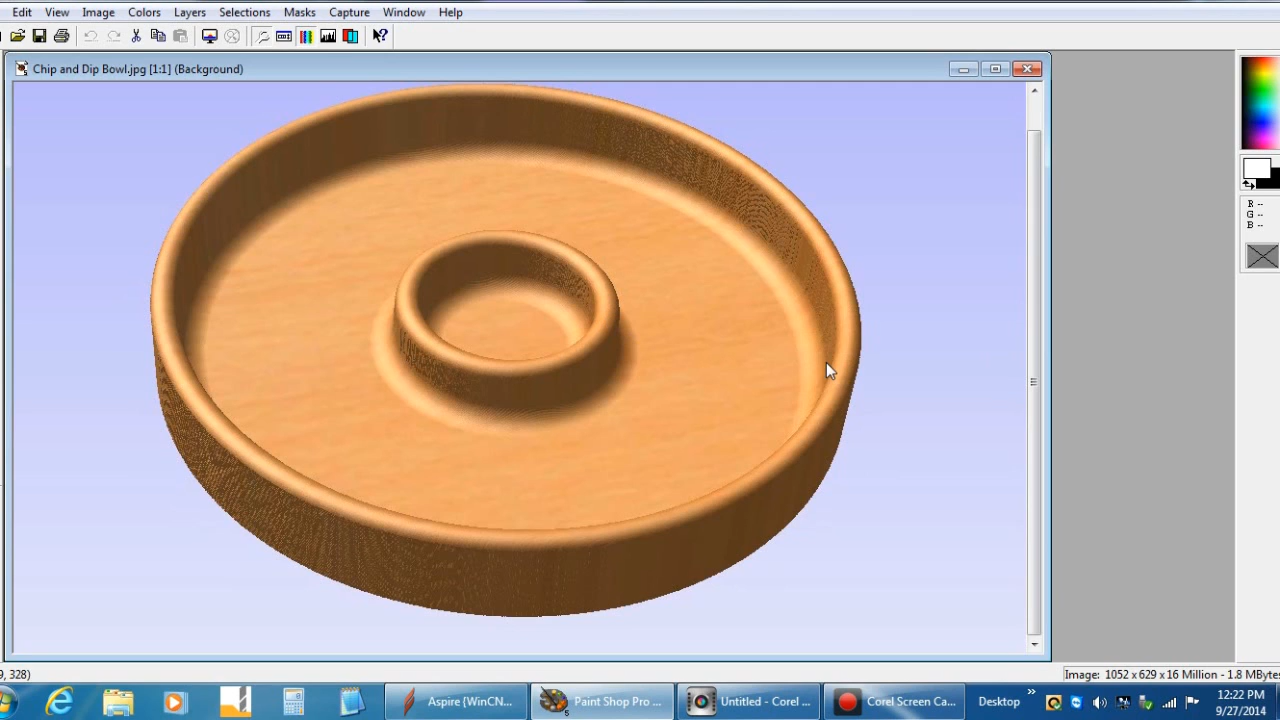 Edit View Image Colors Layers Selections Masks Capture Window Help
Chip and Dip Bowl.jpg [1:1] (Background)
R --
G --
B --
, 328)
Image: 1052 x 629 x 16 Million - 1.8 MBytes
Aspire {WinCN... Paint Shop Pro ... Untitled - Corel ... Corel Screen Ca... Desktop
12:22 PM
9/27/2014